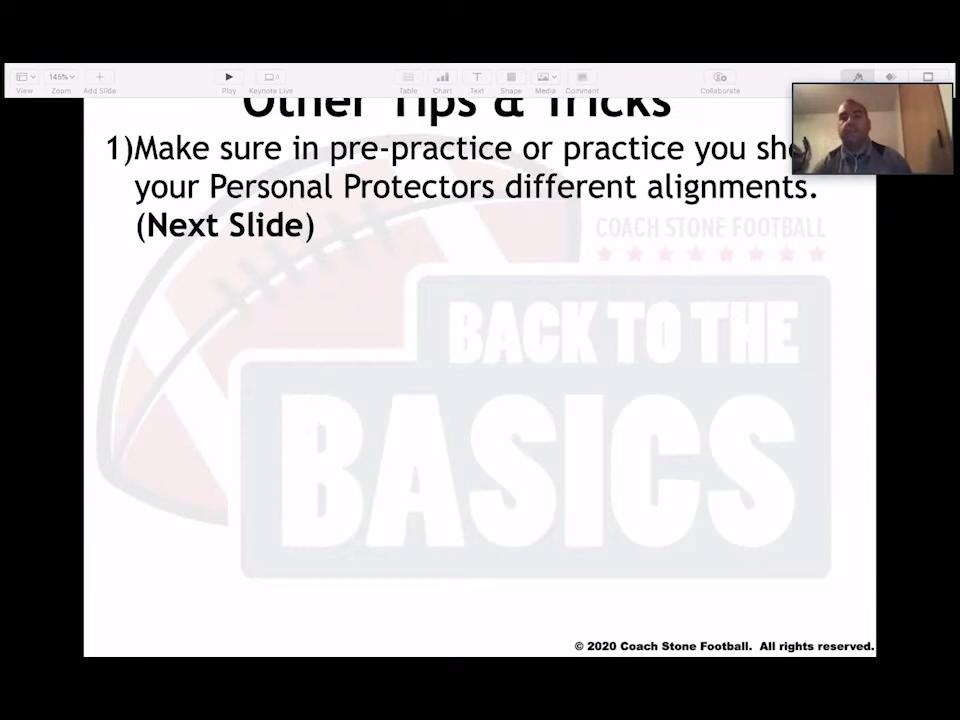 View 145% Zoom Add Slide Play Keynote Live Table Chart Text Shape Media Comment Collaborate
Other Tips & Tricks
1)Make sure in pre-practice or practice you
your Personal Protectors different alignments.
(Next Slide)
COACH STONE FOOTBALL
BACK TO THE
BASICS
© 2020 Coach Stone Football. All rights reserved.